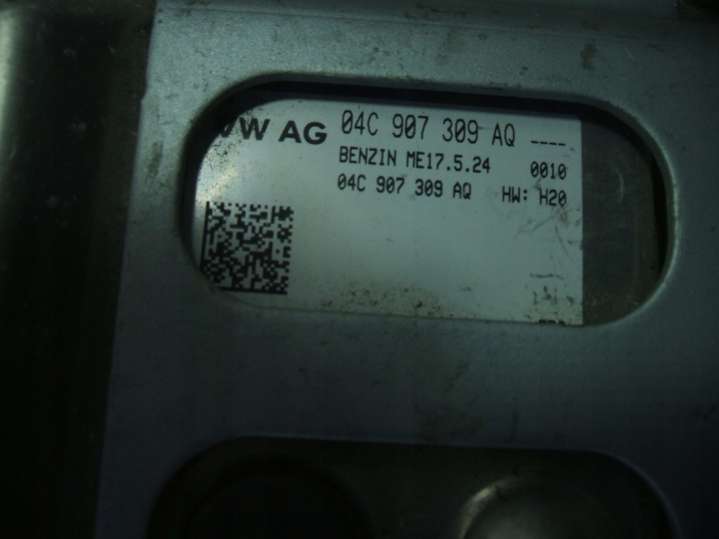 VW AG 04C 907 309 AQ ----
BENZIN ME17.5.24 0010
04C 907 309 AQ HW: H20